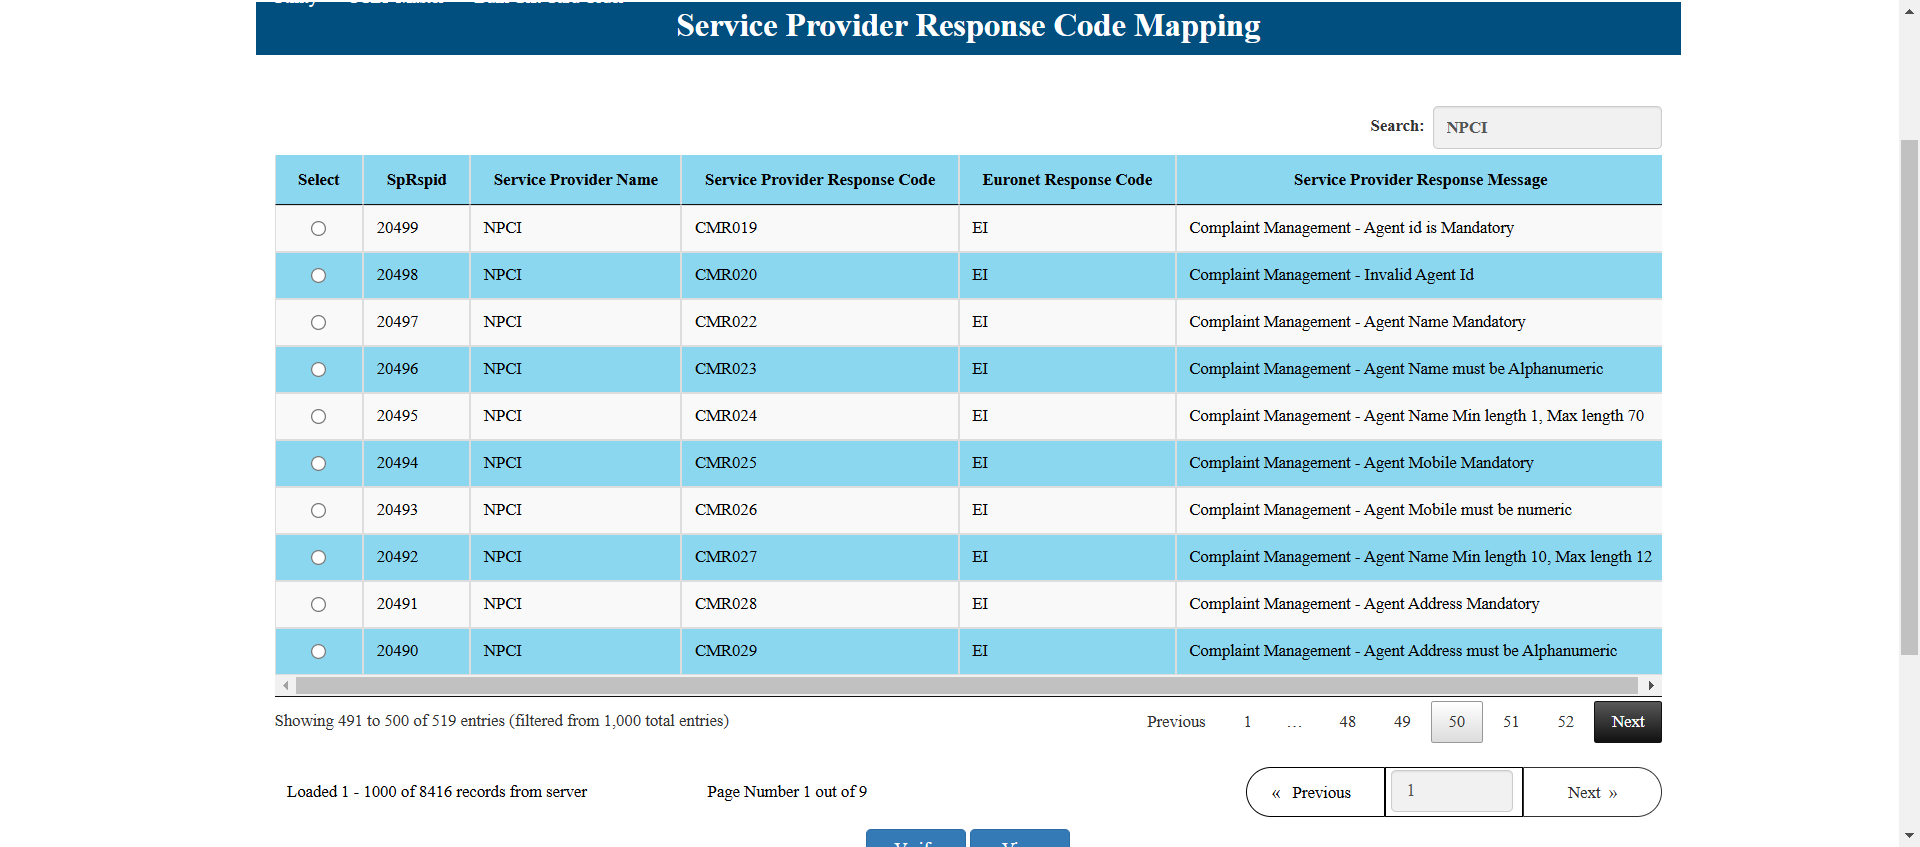 Service Provider Response Code Mapping
Search: NPCI
Select SpRspid Service Provider Name Service Provider Response Code Euronet Response Code Service Provider Response Message
20499 NPCI CMR019 EI Complaint Management - Agent id is Mandatory
20498 NPCI CMR020 EI Complaint Management - Invalid Agent Id
20497 NPCI CMR022 EI Complaint Management - Agent Name Mandatory
20496 NPCI CMR023 EI Complaint Management - Agent Name must be Alphanumeric
20495 NPCI CMR024 EI Complaint Management - Agent Name Min length 1, Max length 70
20494 NPCI CMR025 EI Complaint Management - Agent Mobile Mandatory
20493 NPCI CMR026 EI Complaint Management - Agent Mobile must be numeric
20492 NPCI CMR027 EI Complaint Management - Agent Name Min length 10, Max length 12
20491 NPCI CMR028 EI Complaint Management - Agent Address Mandatory
20490 NPCI CMR029 EI Complaint Management - Agent Address must be Alphanumeric
Showing 491 to 500 of 519 entries (filtered from 1,000 total entries) Previous 1 ... 48 49 50 51 52 Next
Loaded 1 - 1000 of 8416 records from server Page Number 1 out of 9 « Previous 1 Next »